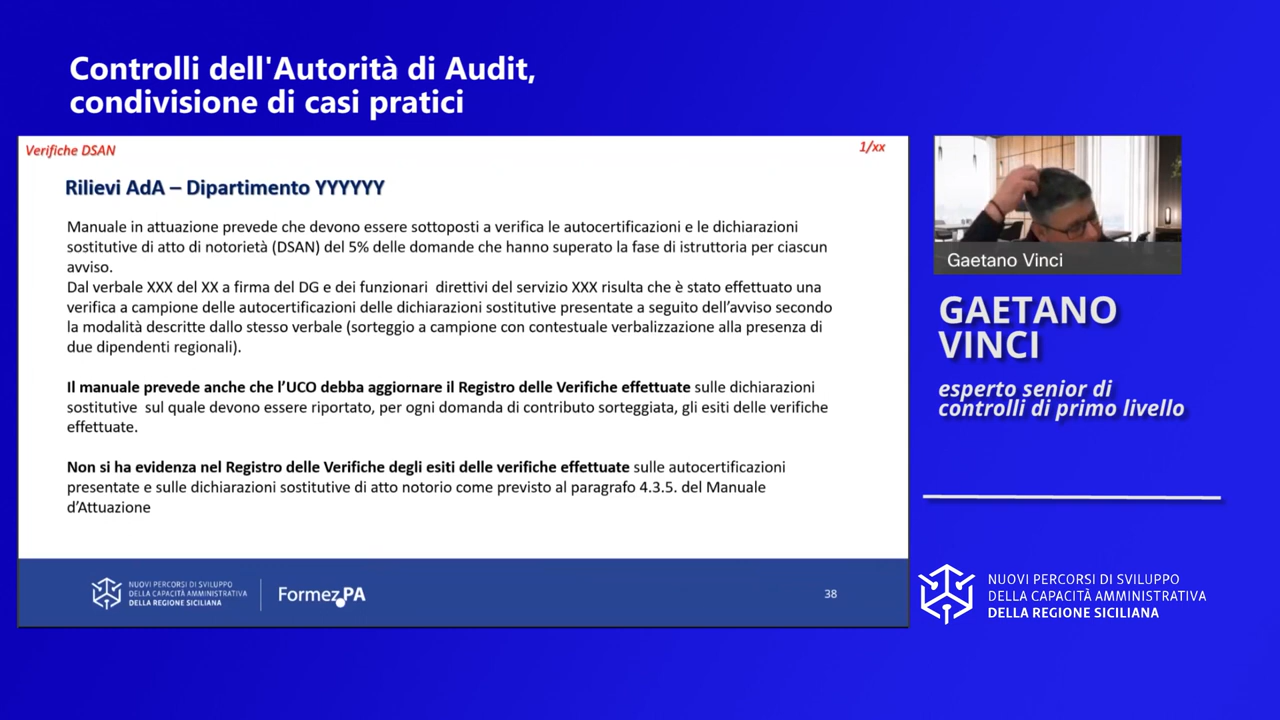 Controlli dell'Autorità di Audit,
condivisione di casi pratici
Verifiche DSAN
1/xx
Rilievi AdA – Dipartimento YYYYYY
Manuale in attuazione prevede che devono essere sottoposti a verifica le autocertificazioni e le dichiarazioni
sostitutive di atto di notorietà (DSAN) del 5% delle domande che hanno superato la fase di istruttoria per ciascun
avviso.
Dal verbale XXX del XX a firma del DG e dei funzionari direttivi del servizio XXX risulta che è stato effettuato una
verifica a campione delle autocertificazioni delle dichiarazioni sostitutive presentate a seguito dell'avviso secondo
la modalità descritte dallo stesso verbale (sorteggio a campione con contestuale verbalizzazione alla presenza di
due dipendenti regionali).
Il manuale prevede anche che l'UCO debba aggiornare il Registro delle Verifiche effettuate sulle dichiarazioni
sostitutive sul quale devono essere riportato, per ogni domanda di contributo sorteggiata, gli esiti delle verifiche
effettuate.
Non si ha evidenza nel Registro delle Verifiche degli esiti delle verifiche effettuate sulle autocertificazioni
presentate e sulle dichiarazioni sostitutive di atto notorio come previsto al paragrafo 4.3.5. del Manuale
d'Attuazione
NUOVI PERCORSI DI SVILUPPO
DELLA CAPACITÀ AMMINISTRATIVA
DELLA REGIONE SICILIANA
Formez PA
38
Gaetano Vinci
GAETANO
VINCI
esperto senior di
controlli di primo livello
NUOVI PERCORSI DI SVILUPPO
DELLA CAPACITÀ AMMINISTRATIVA
DELLA REGIONE SICILIANA